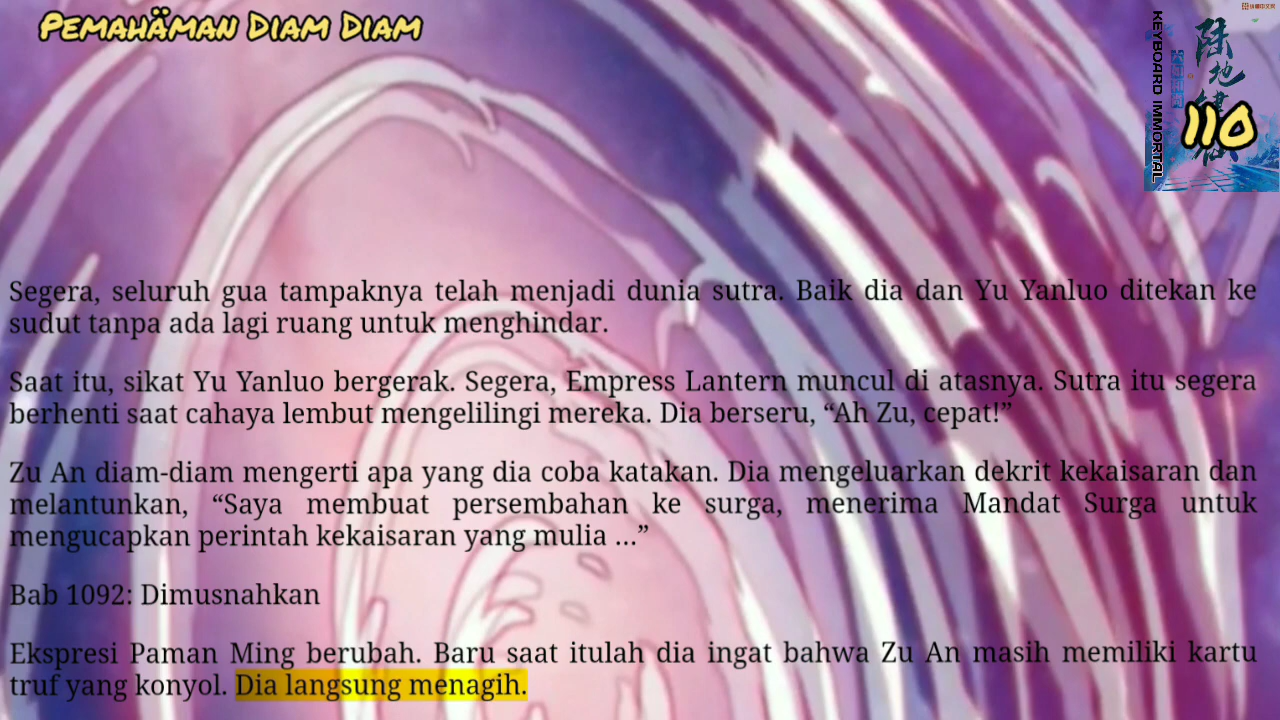 Pemahäman Diam Diam
KEYBOARD IMMORTAL
110
Segera, seluruh gua tampaknya telah menjadi dunia sutra. Baik dia dan Yu Yanluo ditekan ke
sudut tanpa ada lagi ruang untuk menghindar.
Saat itu, sikat Yu Yanluo bergerak. Segera, Empress Lantern muncul di atasnya. Sutra itu segera
berhenti saat cahaya lembut mengelilingi mereka. Dia berseru, “Ah Zu, cepat!”
Zu An diam-diam mengerti apa yang dia coba katakan. Dia mengeluarkan dekrit kekaisaran dan
melantunkan, “Saya membuat persembahan ke surga, menerima Mandat Surga untuk
mengucapkan perintah kekaisaran yang mulia ...”
Bab 1092: Dimusnahkan
Ekspresi Paman Ming berubah. Baru saat itulah dia ingat bahwa Zu An masih memiliki kartu
truf yang konyol. Dia langsung menagih.